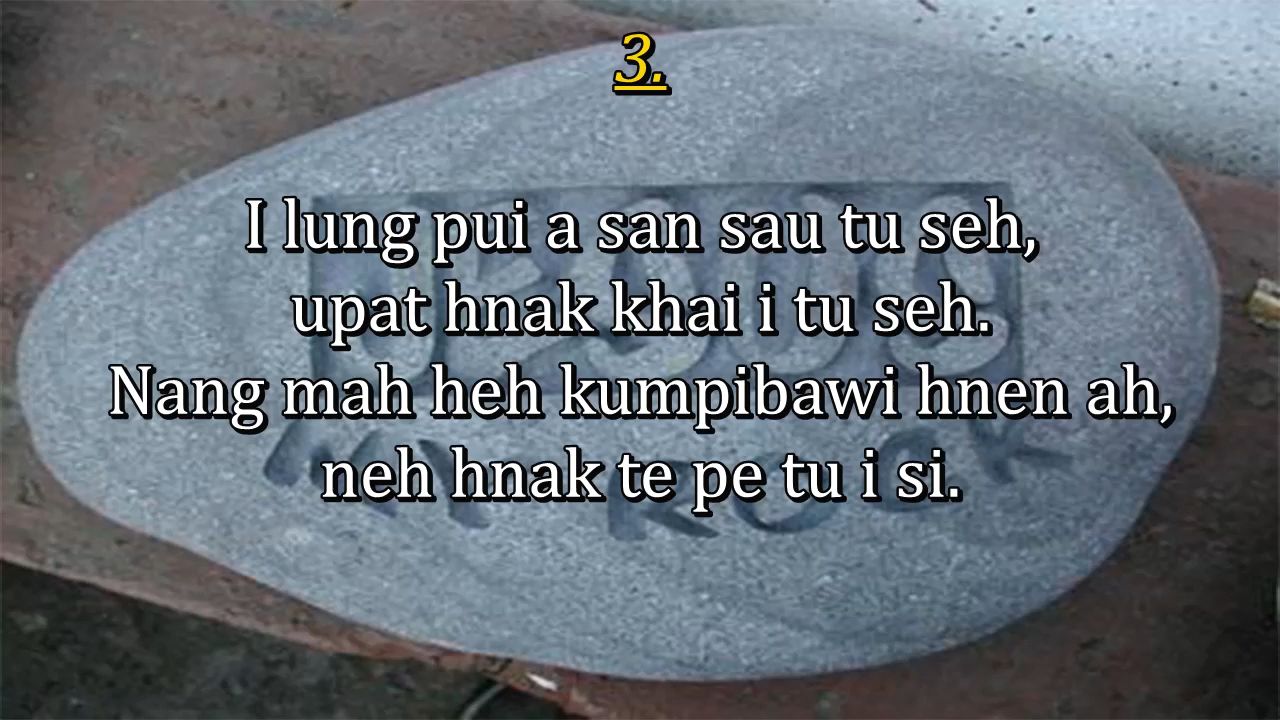 3.
I lung pui a san sau tu seh,
upat hnak khai i tu seh.
Nang mah heh kumpibawi hnen ah,
neh hnak te pe tu i si.